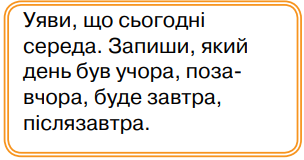 Уяви, що сьогодні
середа. Запиши, який
день був учора, поза-
вчора, буде завтра,
післязавтра.